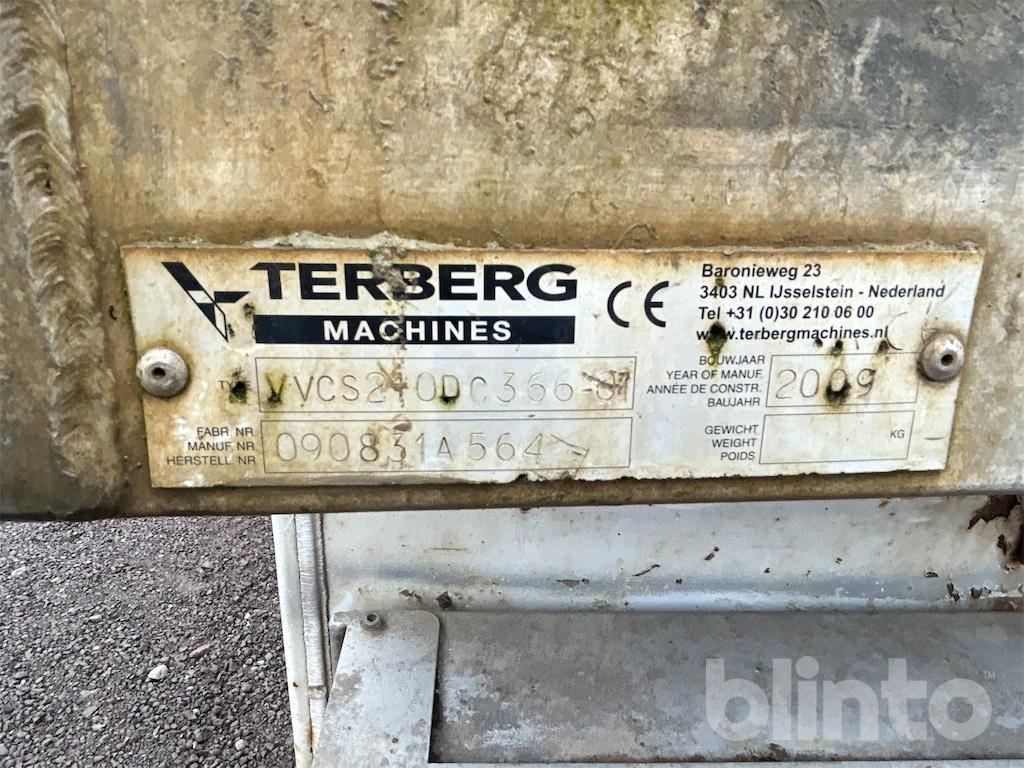 TERBERG
MACHINES
CE
Baronieweg 23
3403 NL IJsselstein - Nederland
Tel +31 (0)30 210 06 00
www.terbergmachines.nl
TYPE
BOUWJAAR
YEAR OF MANUF.
ANNÉE DE CONSTR.
BAUJAHR
2009
FABR. NR.
MANUF. NR.
HERSTELL. NR.
090831A564
GEWICHT
WEIGHT
POIDS
KG
blinto™